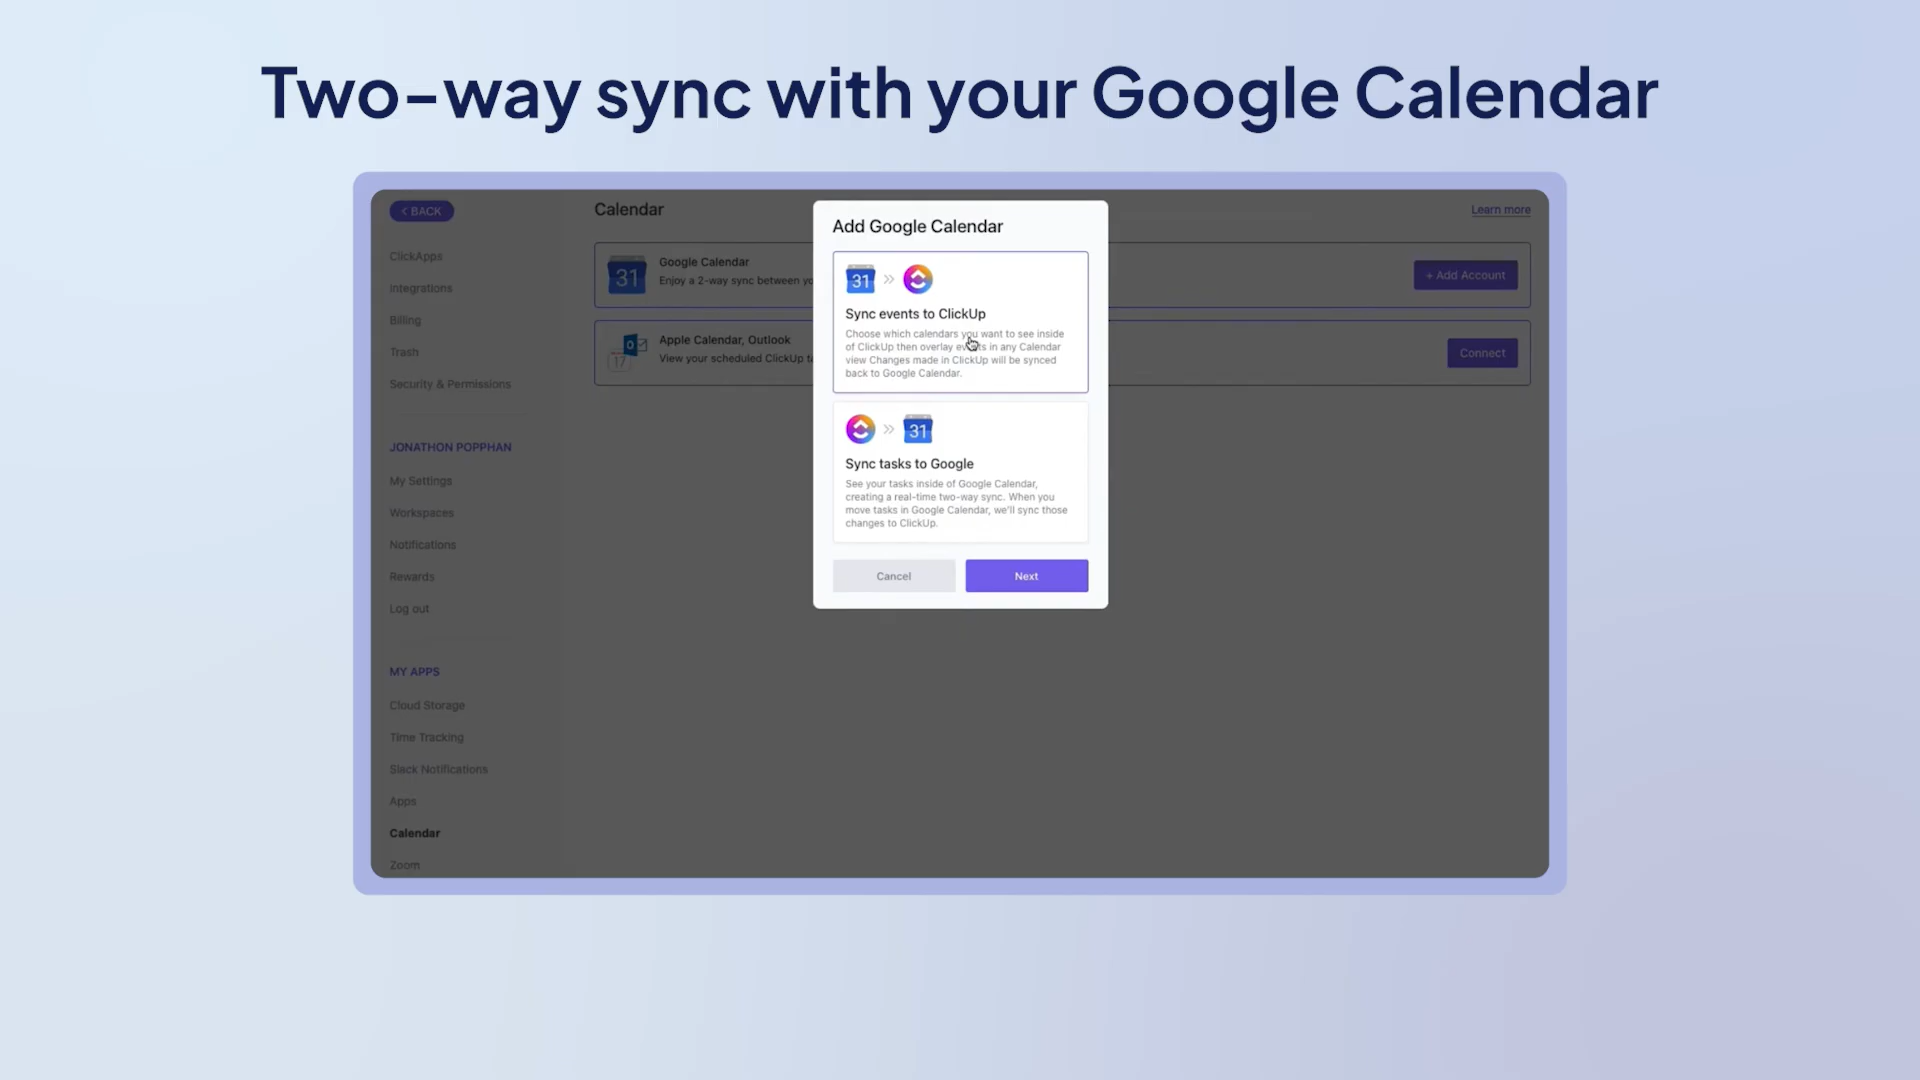 Two-way sync with your Google Calendar
< BACK
ClickApps
Integrations
Billing
Trash
Security & Permissions
JONATHON POPPHAN
My Settings
Workspaces
Notifications
Rewards
Log out
MY APPS
Cloud Storage
Time Tracking
Slack Notifications
Apps
Calendar
Zoom
Calendar
Learn more
31
Google Calendar
Enjoy a 2-way sync between
+ Add Account
17
Apple Calendar, Outlook
View your scheduled ClickUp
Connect
Add Google Calendar
31 »
Sync events to ClickUp
Choose which calendars you want to see inside
of ClickUp then overlay events in any Calendar
view Changes made in ClickUp will be synced
back to Google Calendar.
» 31
Sync tasks to Google
See your tasks inside of Google Calendar,
creating a real-time two-way sync. When you
move tasks in Google Calendar, we'll sync those
changes to ClickUp.
Cancel
Next